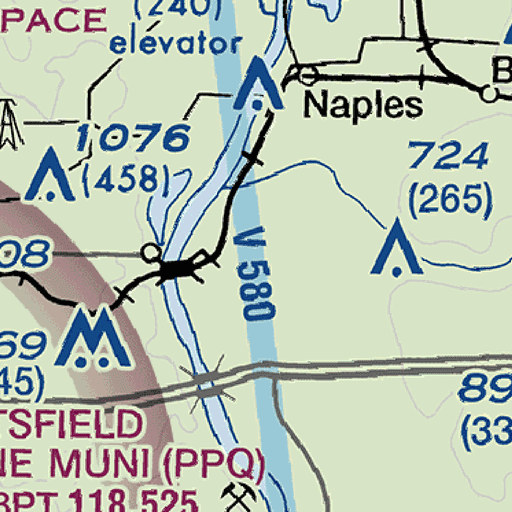 (240)
PACE
elevator
B
Naples
1076
(458)
724
(265)
08
V 580
69
45)
89
(33
TSFIELD
NE MUNI (PPQ)
BPT 118.525